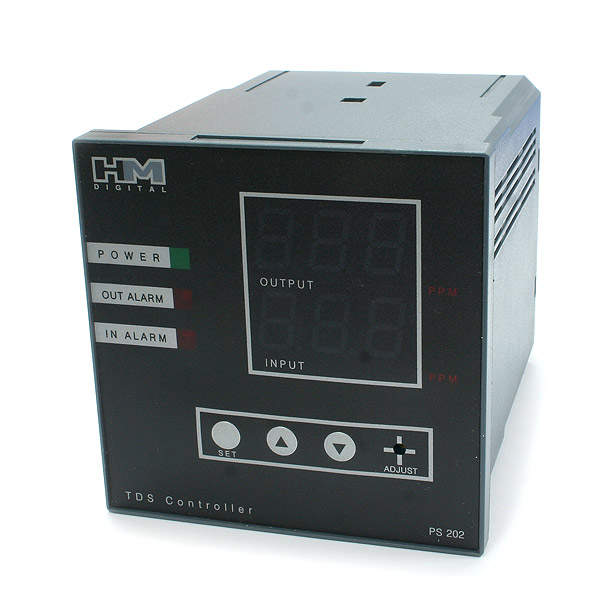 HM
DIGITAL
POWER
OUT ALARM
IN ALARM
OUTPUT
PPM
INPUT
PPM
SET
ADJUST
TDS Controller
PS 202